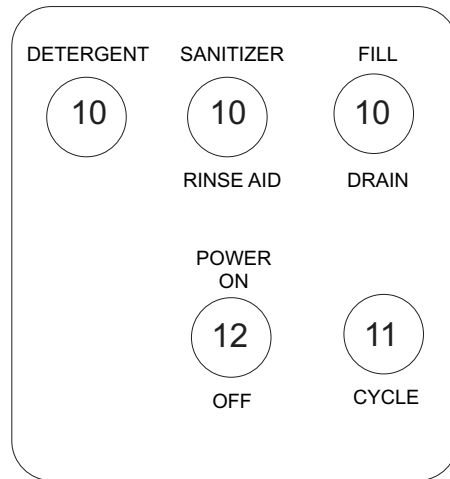 DETERGENT SANITIZER FILL
10 10 10
RINSE AID DRAIN
POWER
ON
12 11
OFF CYCLE